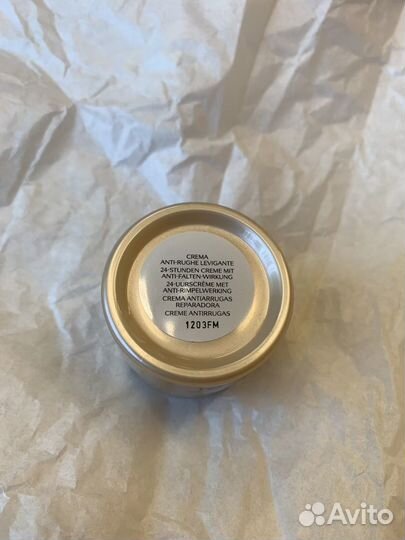 CREMA
ANTI-RUGHE LEVIGANTE
24-STUNDEN CREME MIT
ANTI-FALTEN-WIRKUNG
24-UURSCRÈME MET
ANTI-RIMPELWERKING
CREMA ANTIARRUGAS
REPARADORA
CREME ANTIRRUGAS
1203FM
Avito